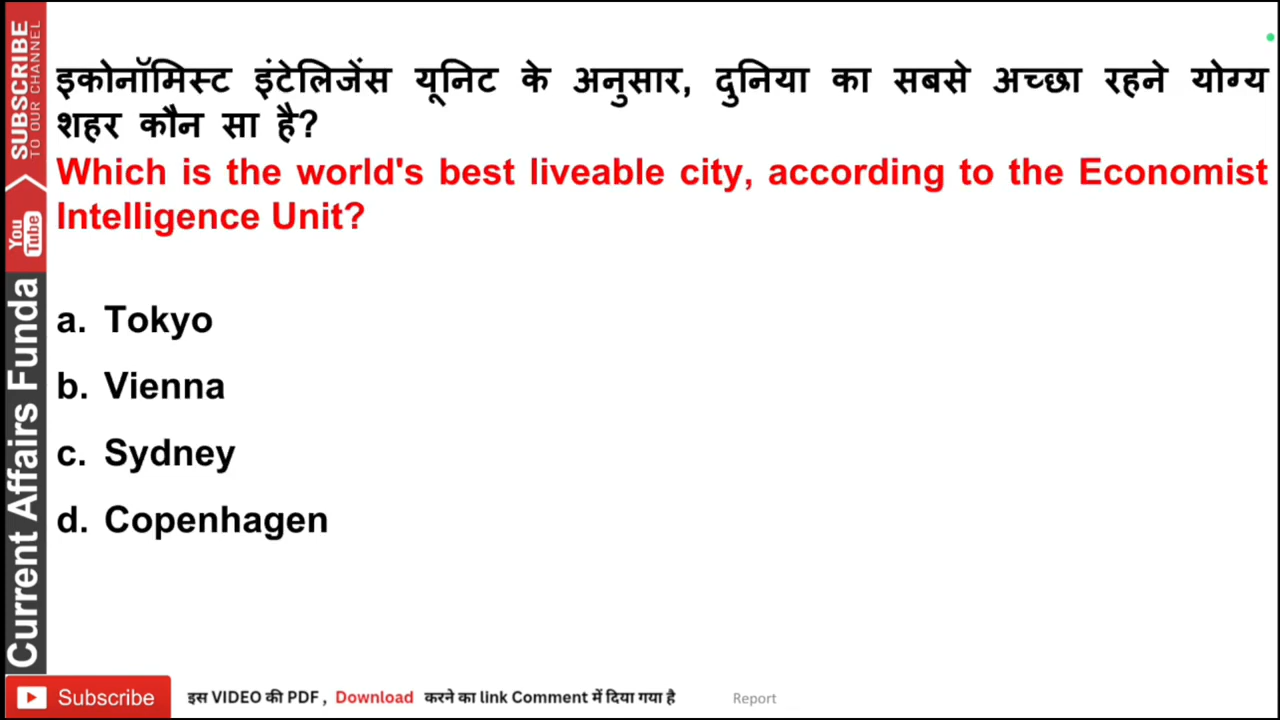 इकोनॉमिस्ट इंटेलिजेंस यूनिट के अनुसार, दुनिया का सबसे अच्छा रहने योग्य
शहर कौन सा है?
Which is the world's best liveable city, according to the Economist
Intelligence Unit?
a. Tokyo
b. Vienna
c. Sydney
d. Copenhagen
SUBSCRIBE
TO OUR CHANNEL
You
Tube
Current Affairs Funda
Subscribe
इस VIDEO की PDF , Download करने का link Comment में दिया गया है
Report